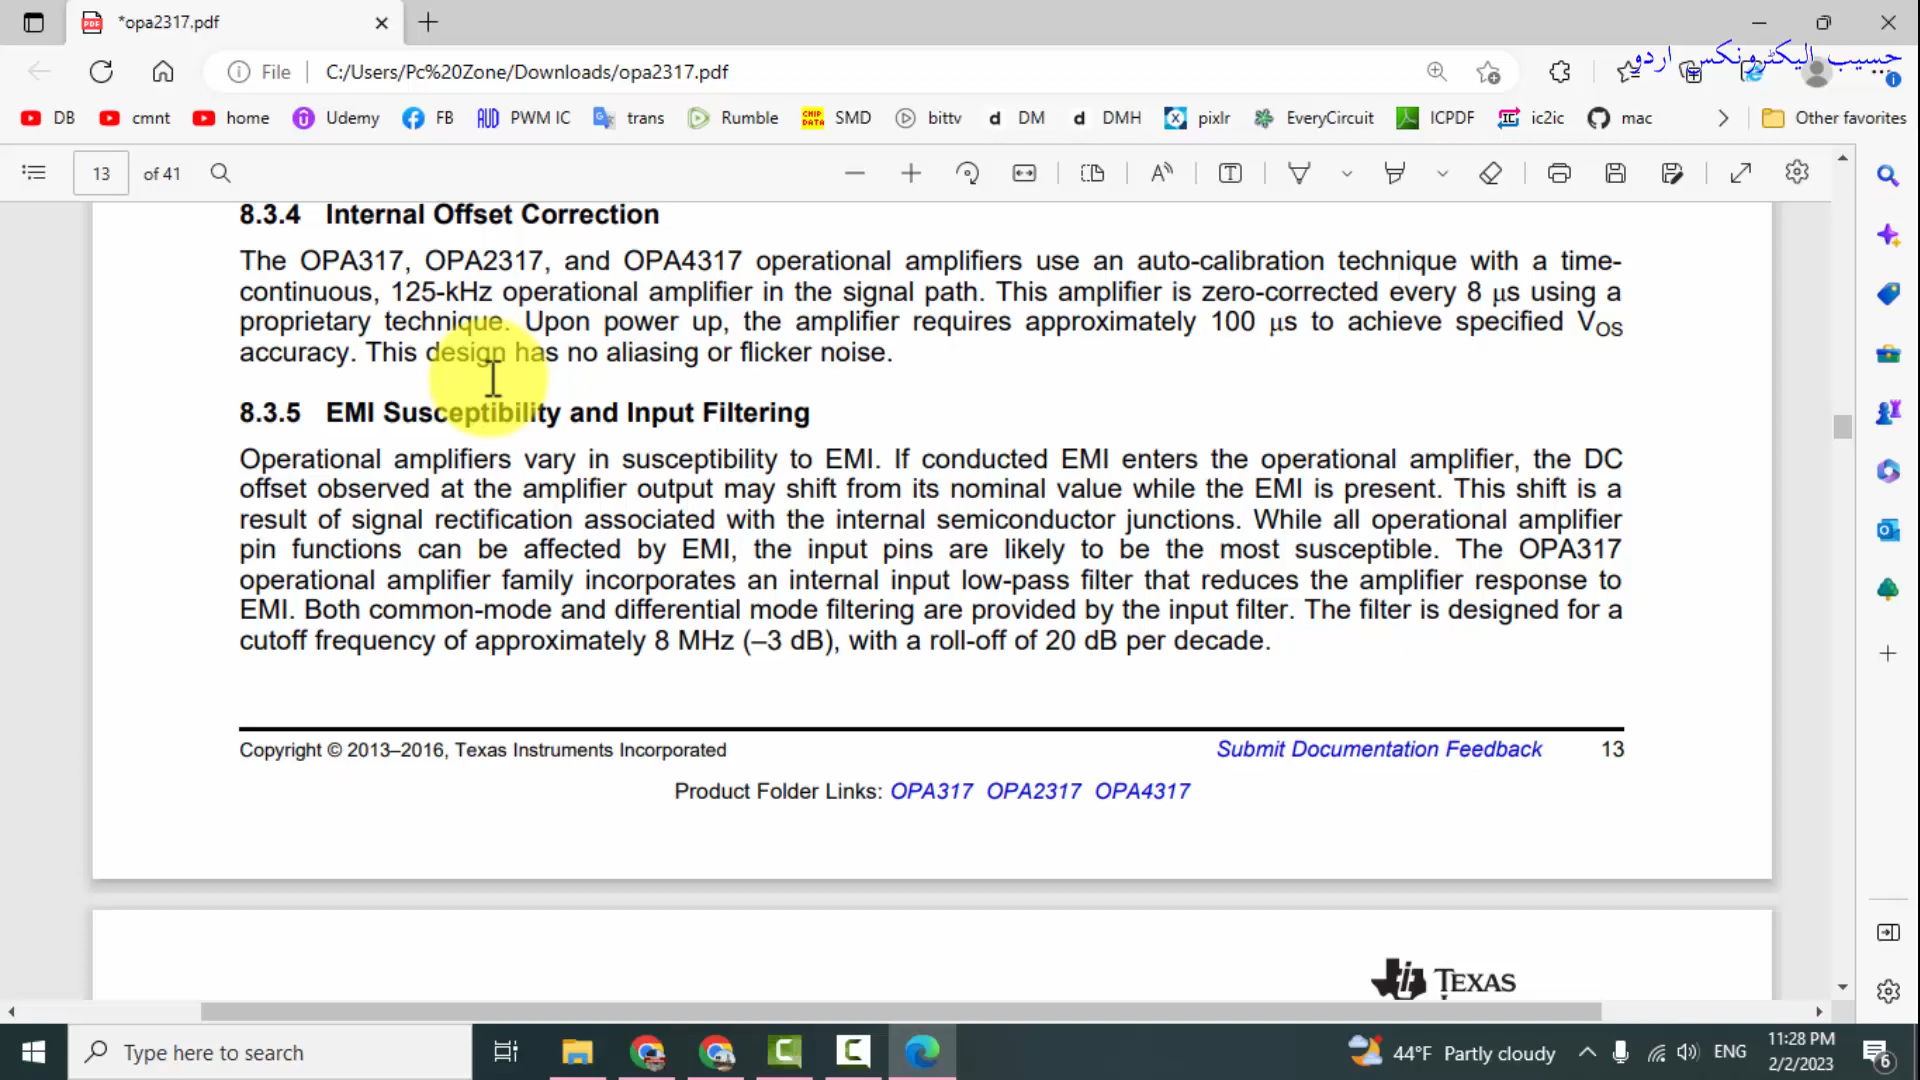 *opa2317.pdf
حسیب الیکٹرونکس اردو
File C:/Users/Pc%20Zone/Downloads/opa2317.pdf
DB cmnt home Udemy FB PWM IC trans Rumble SMD bittv DM DMH pixlr EveryCircuit ICPDF ic2ic mac Other favorites
13 of 41
8.3.4 Internal Offset Correction
The OPA317, OPA2317, and OPA4317 operational amplifiers use an auto-calibration technique with a time-
continuous, 125-kHz operational amplifier in the signal path. This amplifier is zero-corrected every 8 μs using a
proprietary technique. Upon power up, the amplifier requires approximately 100 μs to achieve specified VOS
accuracy. This design has no aliasing or flicker noise.
8.3.5 EMI Susceptibility and Input Filtering
Operational amplifiers vary in susceptibility to EMI. If conducted EMI enters the operational amplifier, the DC
offset observed at the amplifier output may shift from its nominal value while the EMI is present. This shift is a
result of signal rectification associated with the internal semiconductor junctions. While all operational amplifier
pin functions can be affected by EMI, the input pins are likely to be the most susceptible. The OPA317
operational amplifier family incorporates an internal input low-pass filter that reduces the amplifier response to
EMI. Both common-mode and differential mode filtering are provided by the input filter. The filter is designed for a
cutoff frequency of approximately 8 MHz (–3 dB), with a roll-off of 20 dB per decade.
Copyright © 2013–2016, Texas Instruments Incorporated Submit Documentation Feedback 13
Product Folder Links: OPA317 OPA2317 OPA4317
TEXAS
Type here to search 44°F Partly cloudy ENG 11:28 PM
2/2/2023 6